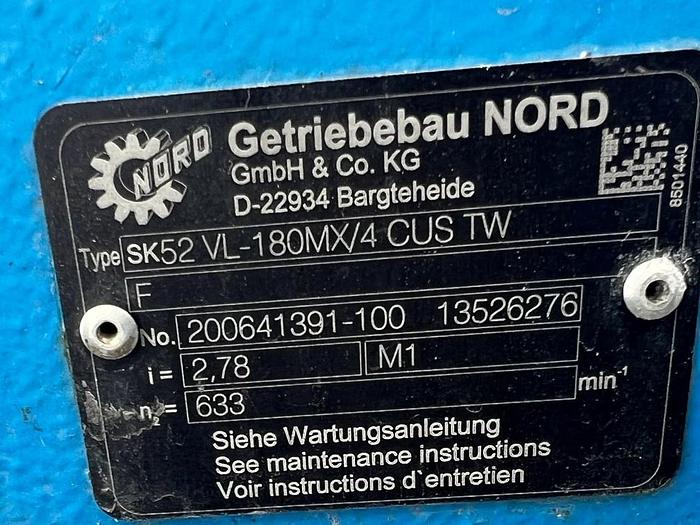 NORD
Getriebebau NORD
GmbH & Co. KG
D-22934 Bargteheide
8501440
Type SK52 VL-180MX/4 CUS TW
F
No. 200641391-100 13526276
i = 2,78 M1
n₂ = 633 min⁻¹
Siehe Wartungsanleitung
See maintenance instructions
Voir instructions d`entretien